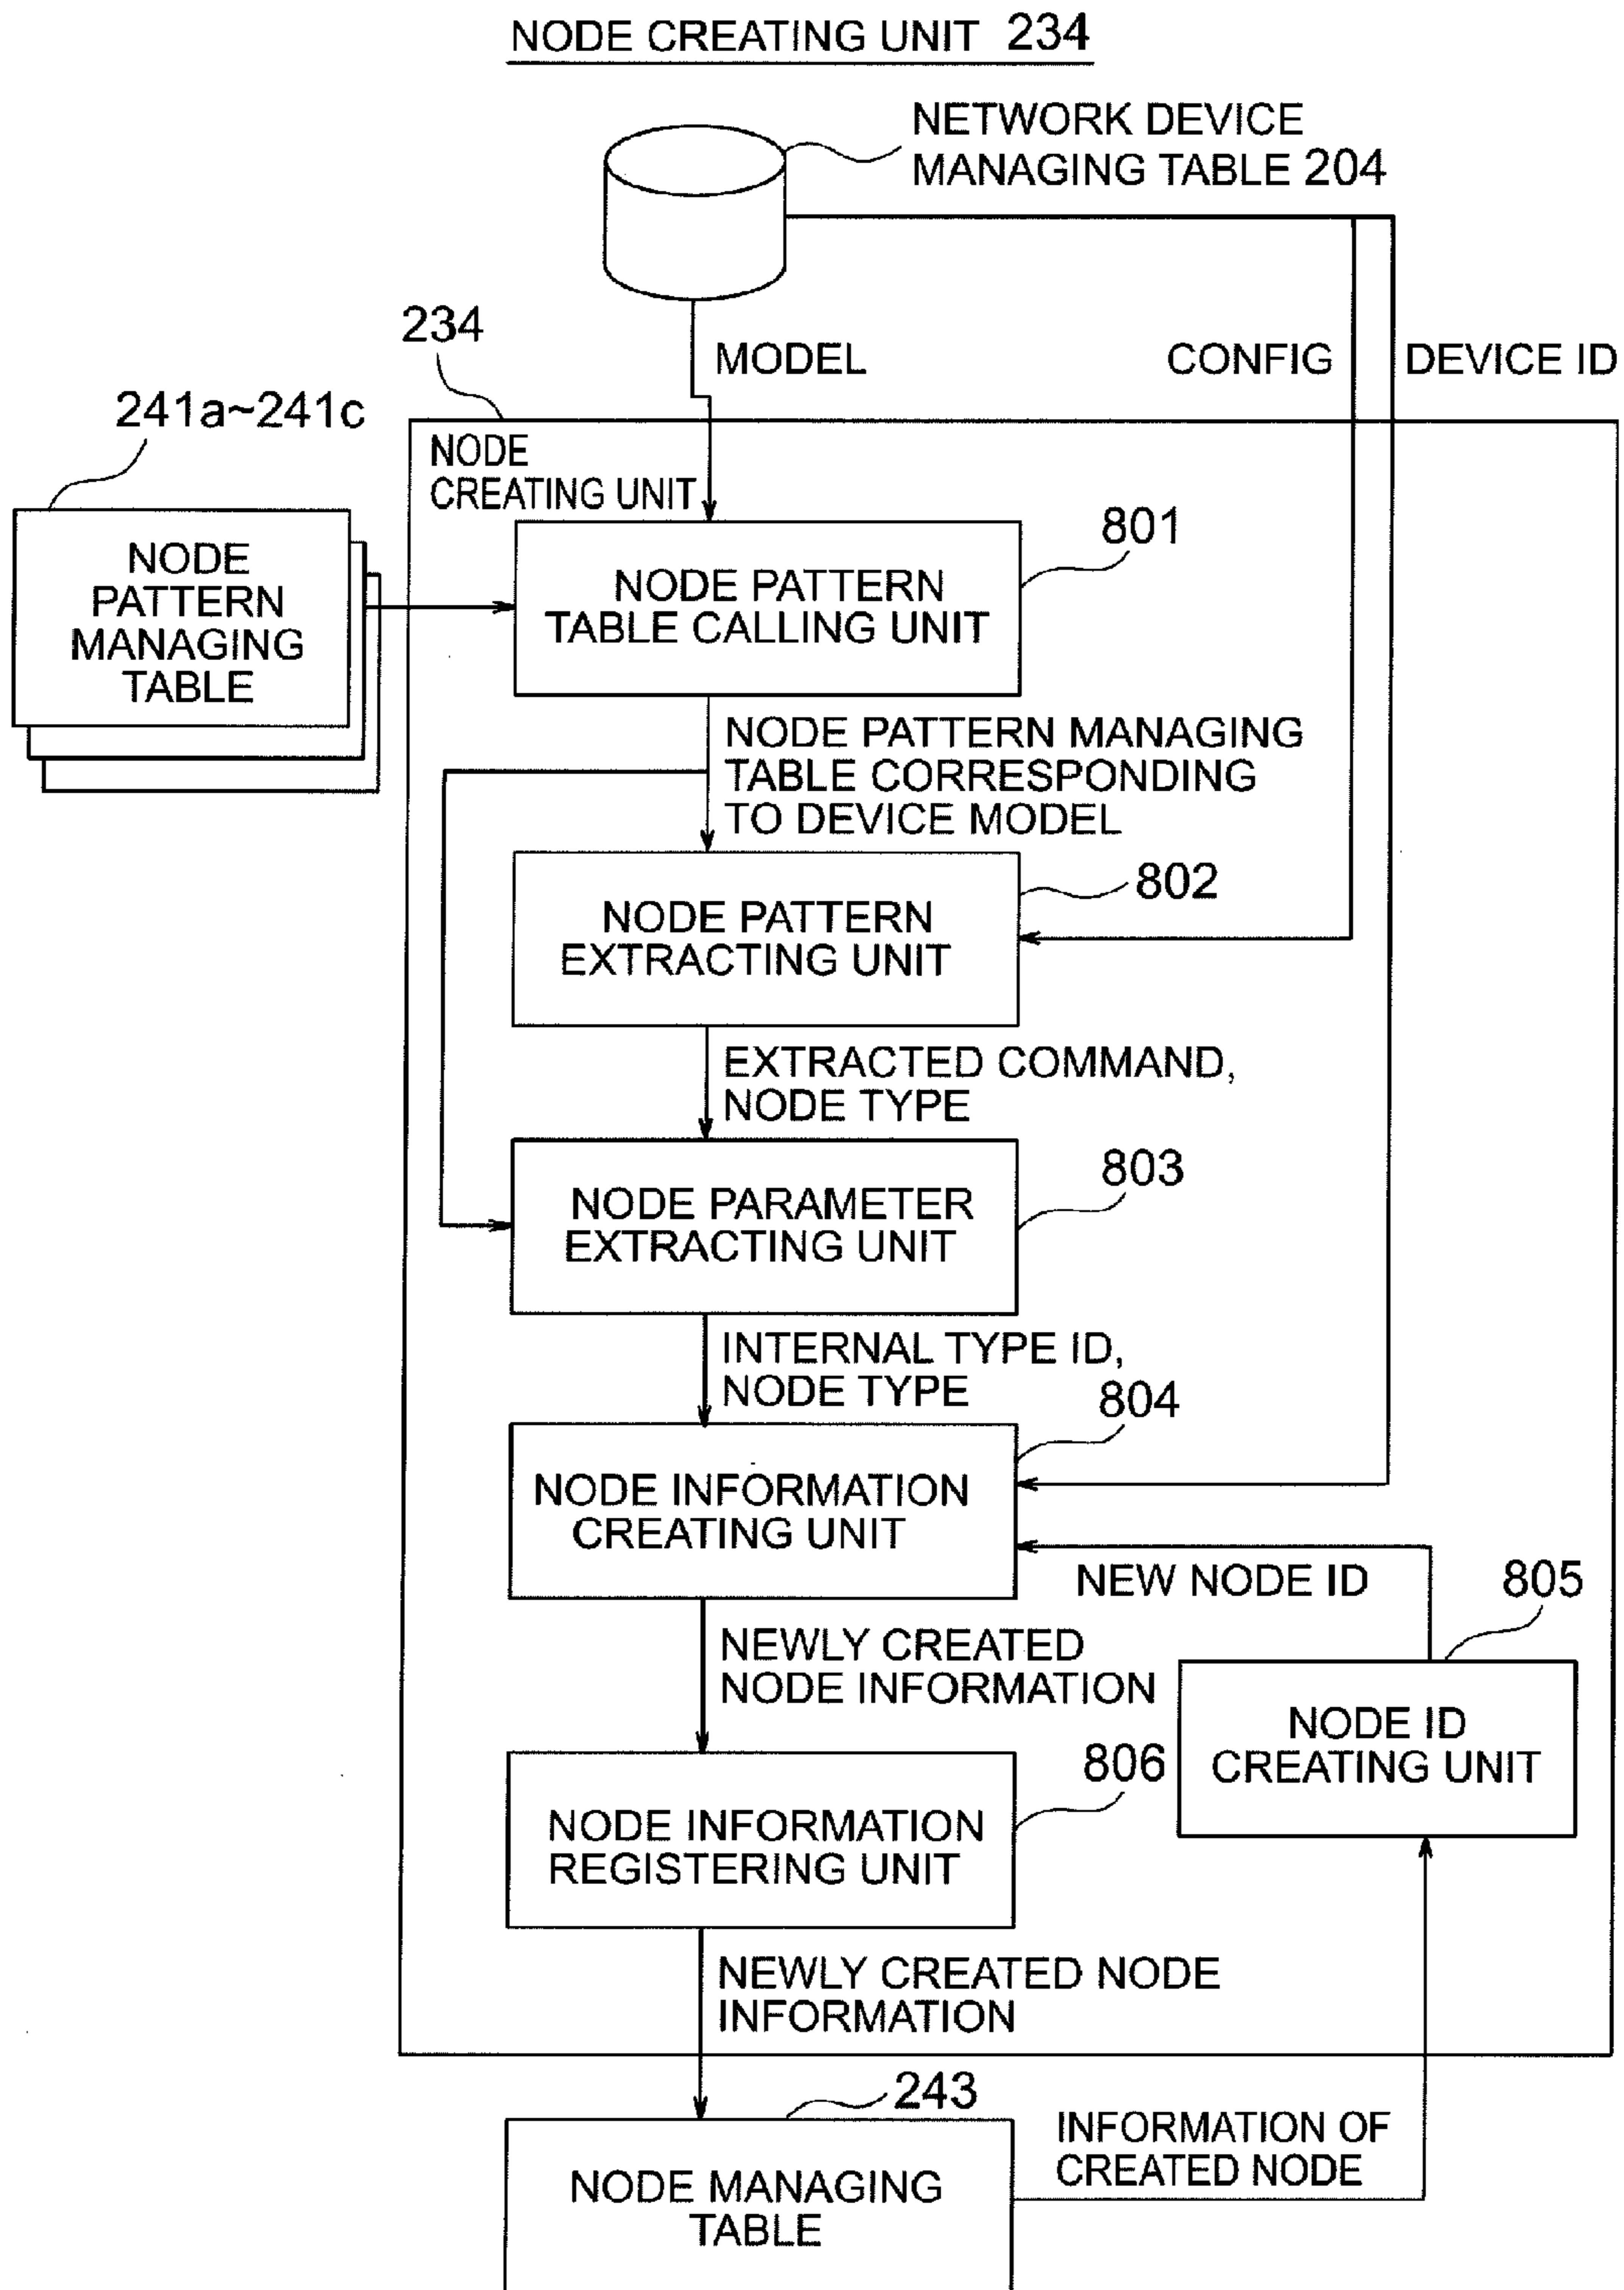 NODE CREATING UNIT 234
NETWORK DEVICE
MANAGING TABLE 204
234
MODEL
CONFIG
DEVICE ID
241a~241c
NODE
CREATING UNIT
NODE
PATTERN
MANAGING
TABLE
801
NODE PATTERN
TABLE CALLING UNIT
NODE PATTERN MANAGING
TABLE CORRESPONDING
TO DEVICE MODEL
802
NODE PATTERN
EXTRACTING UNIT
EXTRACTED COMMAND,
NODE TYPE
803
NODE PARAMETER
EXTRACTING UNIT
INTERNAL TYPE ID,
NODE TYPE
804
NODE INFORMATION
CREATING UNIT
NEW NODE ID
805
NEWLY CREATED
NODE INFORMATION
NODE ID
CREATING UNIT
806
NODE INFORMATION
REGISTERING UNIT
NEWLY CREATED NODE
INFORMATION
243
NODE MANAGING
TABLE
INFORMATION OF
CREATED NODE